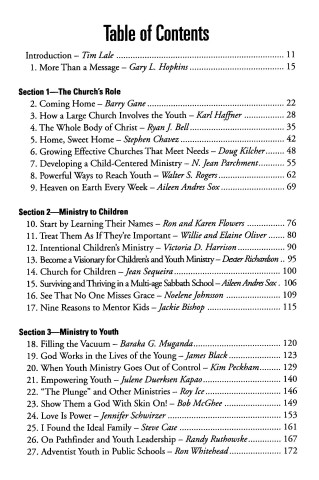 Table of Contents
Introduction – Tim Lale ........ 11
1. More Than a Message – Gary L. Hopkins ........ 15
Section 1—The Church's Role
2. Coming Home – Barry Gane ........ 22
3. How a Large Church Involves the Youth – Karl Haffner ........ 28
4. The Whole Body of Christ – Ryan J. Bell ........ 35
5. Home, Sweet Home – Stephen Chavez ........ 42
6. Growing Effective Churches That Meet Needs – Doug Kilcher ........ 48
7. Developing a Child-Centered Ministry – N. Jean Parchment ........ 55
8. Powerful Ways to Reach Youth – Walter S. Rogers ........ 62
9. Heaven on Earth Every Week – Aileen Andres Sox ........ 69
Section 2—Ministry to Children
10. Start by Learning Their Names – Ron and Karen Flowers ........ 76
11. Treat Them As If They're Important – Willie and Elaine Oliver ........ 80
12. Intentional Children's Ministry – Victoria D. Harrison ........ 90
13. Become a Visionary for Children's and Youth Ministry – Dexter Richardson .. 95
14. Church for Children – Jean Sequeira ........ 100
15. Surviving and Thriving in a Multi-age Sabbath School – Aileen Andres Sox . 106
16. See That No One Misses Grace – Noelene Johnsson ........ 109
17. Nine Reasons to Mentor Kids – Jackie Bishop ........ 115
Section 3—Ministry to Youth
18. Filling the Vacuum – Baraka G. Muganda ........ 120
19. God Works in the Lives of the Young – James Black ........ 123
20. When Youth Ministry Goes Out of Control – Kim Peckham ........ 129
21. Empowering Youth – Julene Duerksen Kapao ........ 140
22. "The Plunge" and Other Ministries – Roy Ice ........ 146
23. Show Them a God With Skin On! – Bob McGhee ........ 149
24. Love Is Power – Jennifer Schwirzer ........ 153
25. I Found the Ideal Family – Steve Case ........ 161
26. On Pathfinder and Youth Leadership – Randy Ruthowske ........ 167
27. Adventist Youth in Public Schools – Ron Whitehead ........ 172